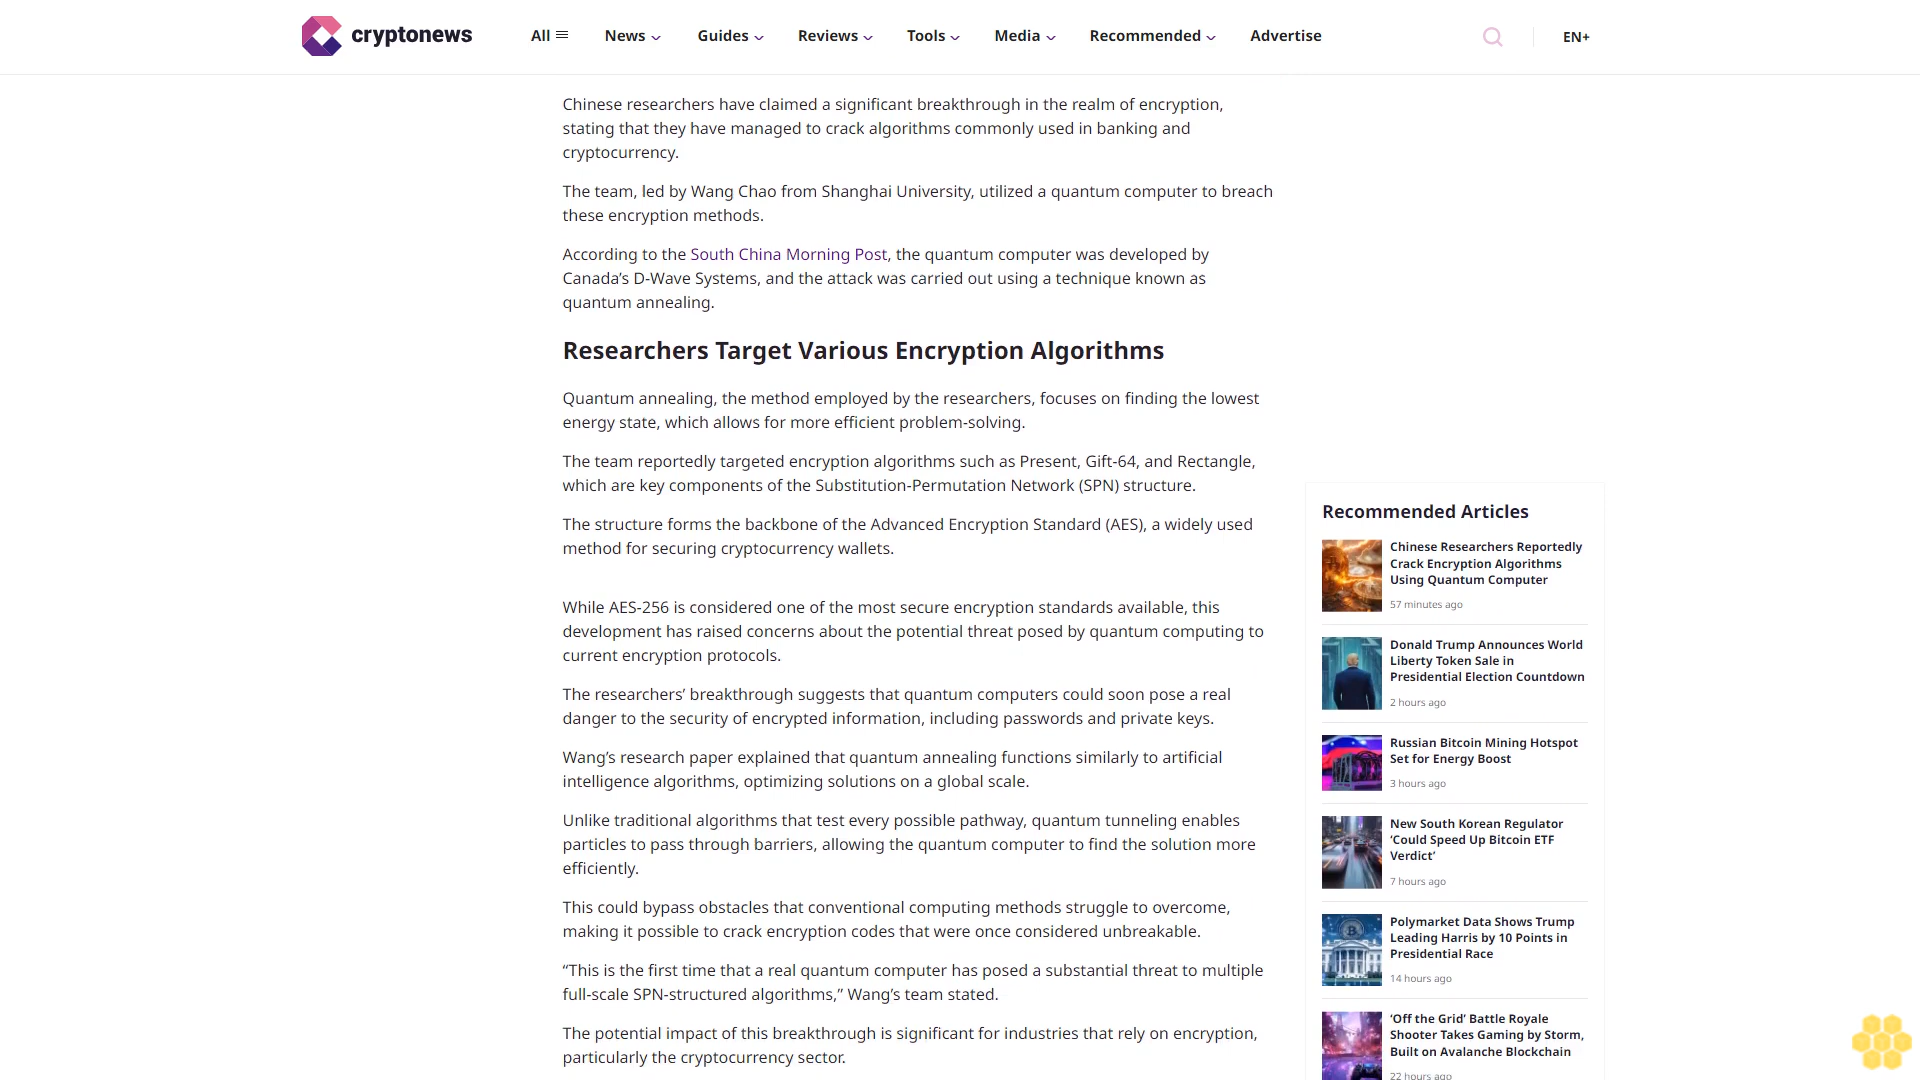 cryptonews
All
News
Guides
Reviews
Tools
Media
Recommended
Advertise
EN+
Chinese researchers have claimed a significant breakthrough in the realm of encryption,
stating that they have managed to crack algorithms commonly used in banking and
cryptocurrency.
The team, led by Wang Chao from Shanghai University, utilized a quantum computer to breach
these encryption methods.
According to the South China Morning Post, the quantum computer was developed by
Canada’s D-Wave Systems, and the attack was carried out using a technique known as
quantum annealing.
Researchers Target Various Encryption Algorithms
Quantum annealing, the method employed by the researchers, focuses on finding the lowest
energy state, which allows for more efficient problem-solving.
The team reportedly targeted encryption algorithms such as Present, Gift-64, and Rectangle,
which are key components of the Substitution-Permutation Network (SPN) structure.
The structure forms the backbone of the Advanced Encryption Standard (AES), a widely used
method for securing cryptocurrency wallets.
While AES-256 is considered one of the most secure encryption standards available, this
development has raised concerns about the potential threat posed by quantum computing to
current encryption protocols.
The researchers’ breakthrough suggests that quantum computers could soon pose a real
danger to the security of encrypted information, including passwords and private keys.
Wang’s research paper explained that quantum annealing functions similarly to artificial
intelligence algorithms, optimizing solutions on a global scale.
Unlike traditional algorithms that test every possible pathway, quantum tunneling enables
particles to pass through barriers, allowing the quantum computer to find the solution more
efficiently.
This could bypass obstacles that conventional computing methods struggle to overcome,
making it possible to crack encryption codes that were once considered unbreakable.
“This is the first time that a real quantum computer has posed a substantial threat to multiple
full-scale SPN-structured algorithms,” Wang’s team stated.
The potential impact of this breakthrough is significant for industries that rely on encryption,
particularly the cryptocurrency sector.
Recommended Articles
Chinese Researchers Reportedly
Crack Encryption Algorithms
Using Quantum Computer
57 minutes ago
Donald Trump Announces World
Liberty Token Sale in
Presidential Election Countdown
2 hours ago
Russian Bitcoin Mining Hotspot
Set for Energy Boost
3 hours ago
New South Korean Regulator
‘Could Speed Up Bitcoin ETF
Verdict’
7 hours ago
Polymarket Data Shows Trump
Leading Harris by 10 Points in
Presidential Race
14 hours ago
‘Off the Grid’ Battle Royale
Shooter Takes Gaming by Storm,
Built on Avalanche Blockchain
22 hours ago